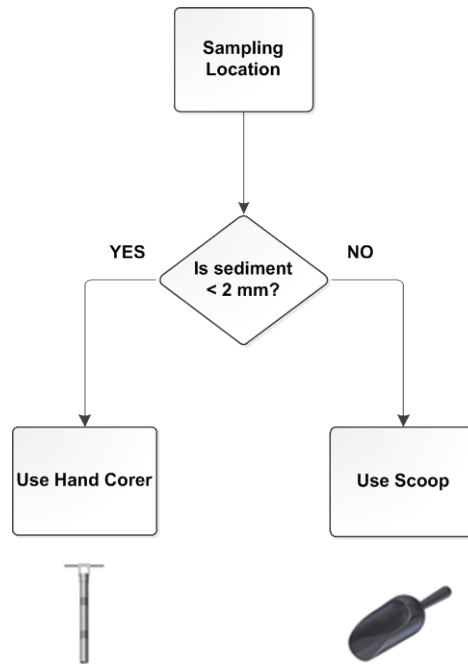 Sampling
Location
YES
NO
Is sediment
< 2 mm?
Use Hand Corer
Use Scoop